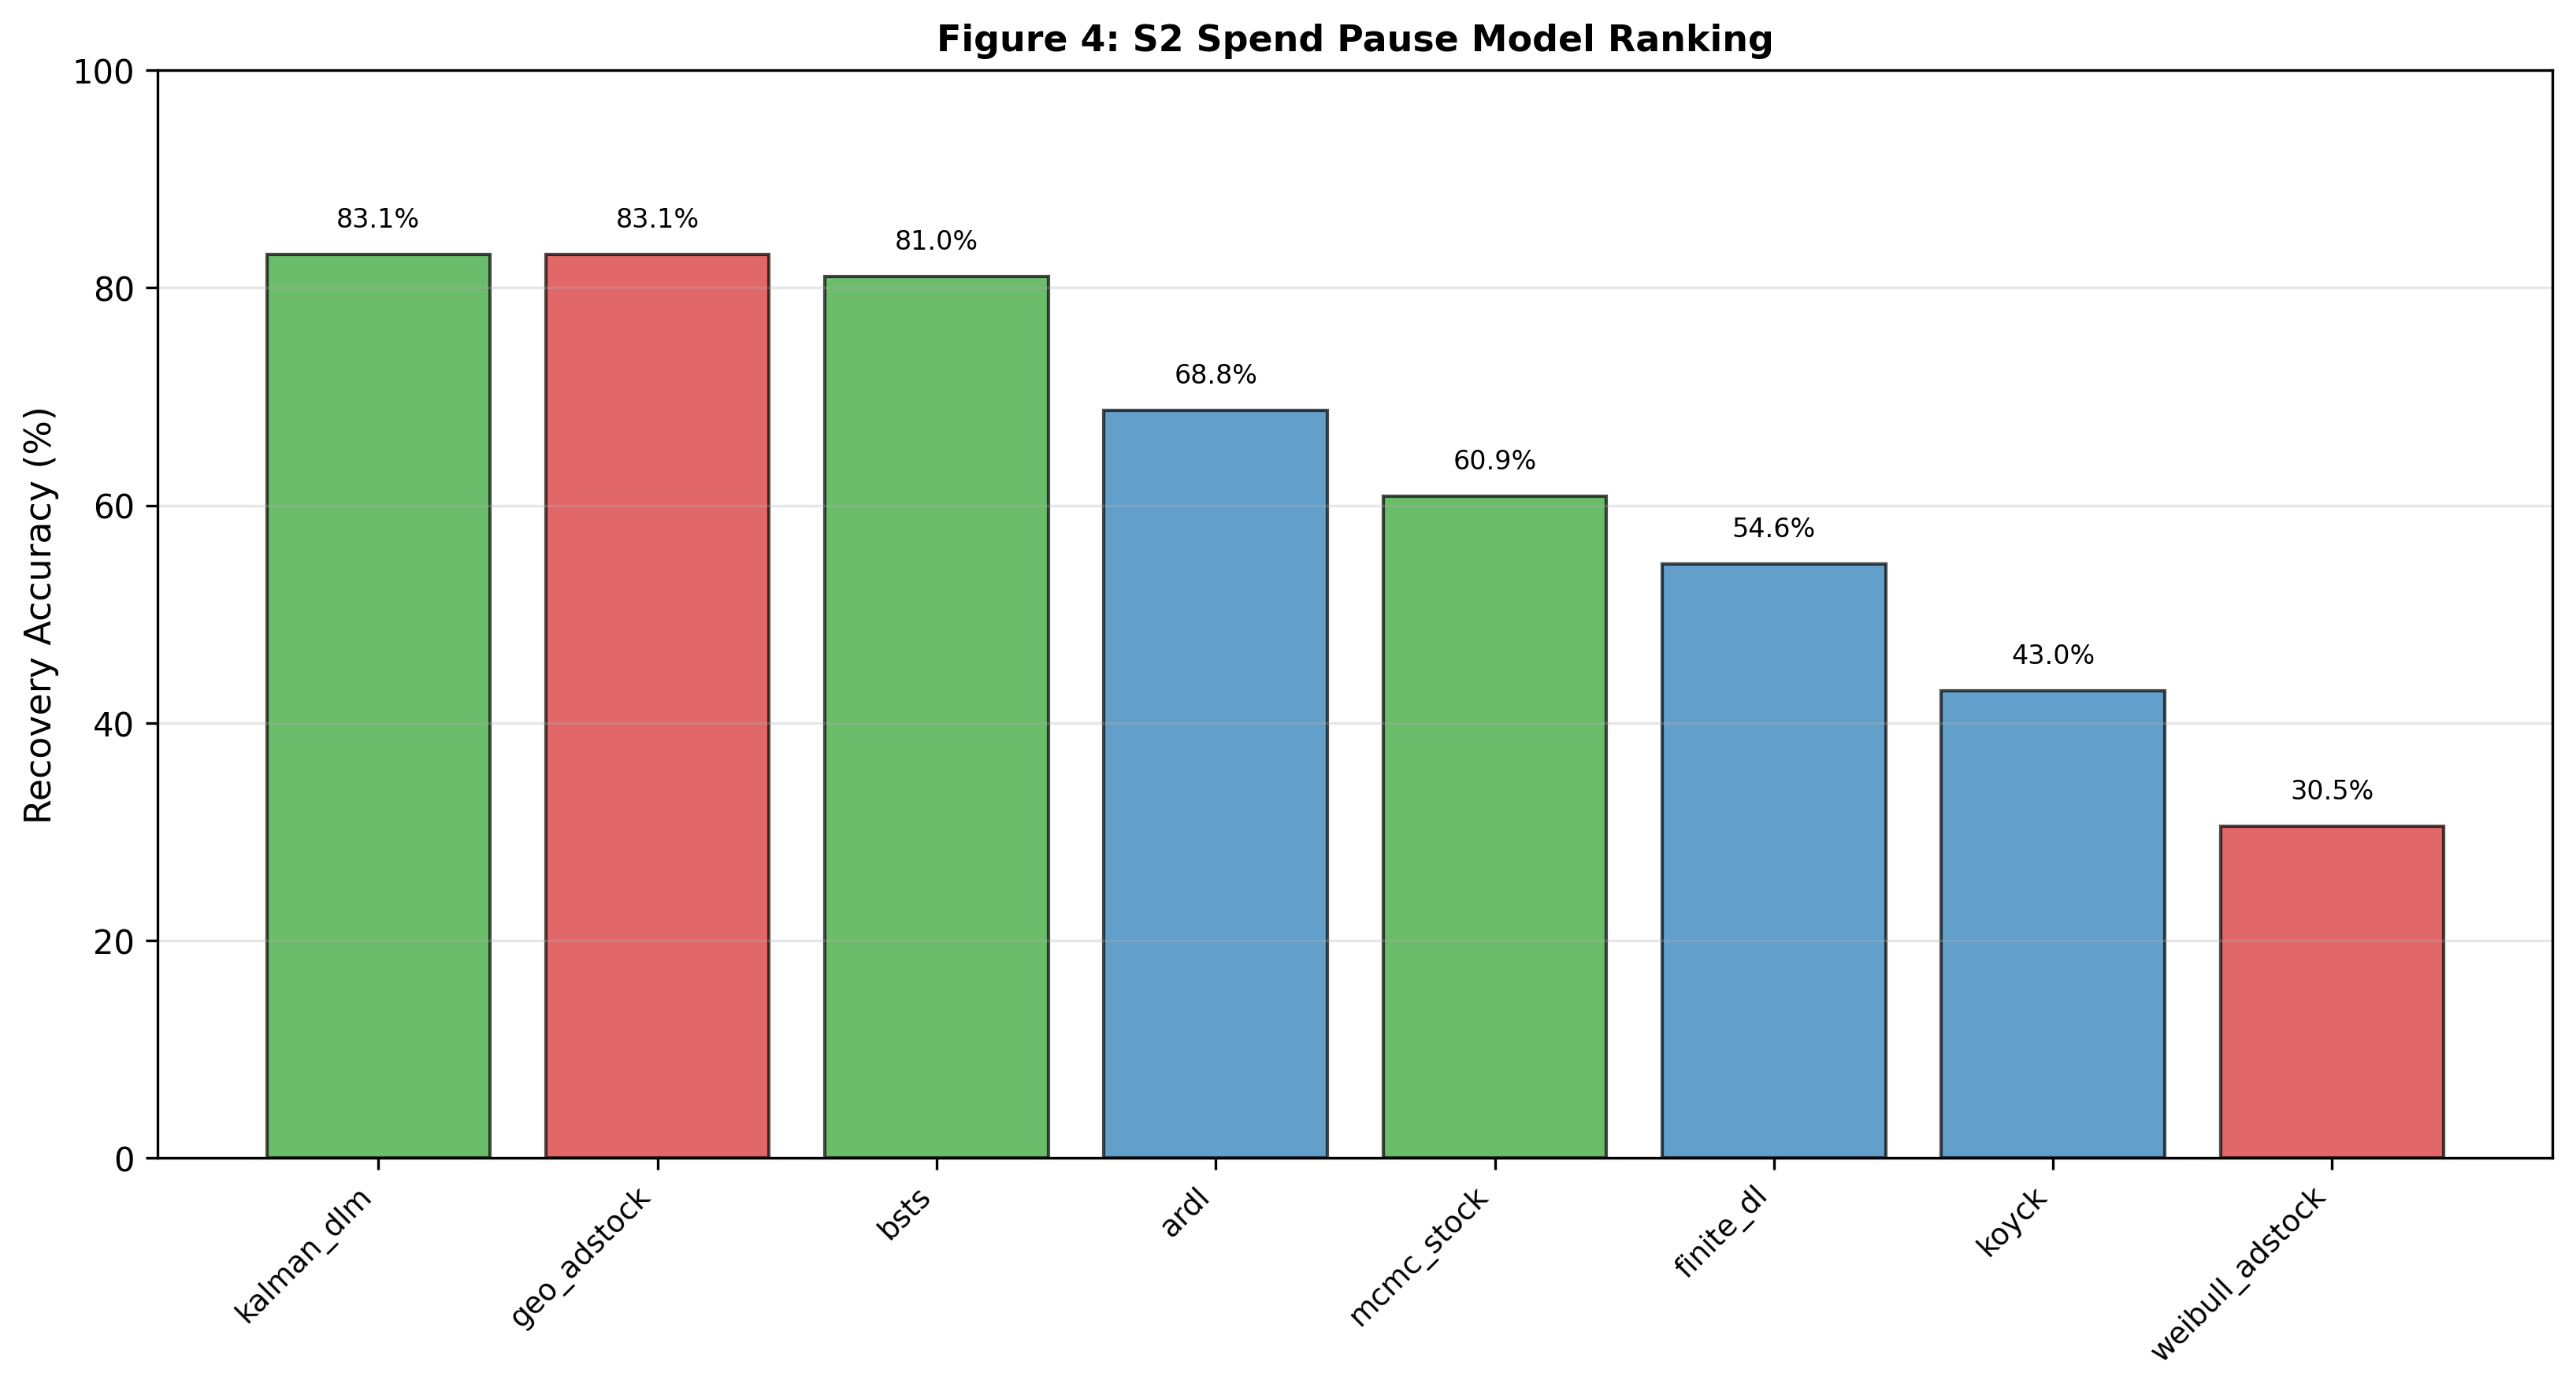 Figure 4: S2 Spend Pause Model Ranking
Recovery Accuracy (%)
100
80
60
40
20
0
83.1%
83.1%
81.0%
68.8%
60.9%
54.6%
43.0%
30.5%
kalman_dlm
geo_adstock
bsts
ardl
mcmc_stock
finite_dl
koyck
weibull_adstock